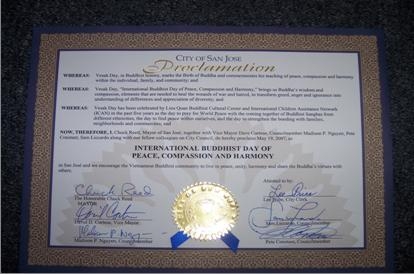 CITY OF SAN JOSE
Proclamation
WHEREAS: Vesak Day, in Buddhist history, marks the Birth of Buddha and commemorates his teaching of peace, compassion and harmony
within the individual, family, and community; and
WHEREAS: Vesak Day, "International Buddhist Day of Peace, Compassion and Harmony," brings us Buddha's wisdom and
compassion, elements that are needed to heal the wounds of war and hatred, to transform greed, anger and ignorance into
understanding of differences and appreciation of diversity; and
WHEREAS: Vesak Day has been celebrated by Lieu Quan Buddhist Cultural Center and International Children Assistance Network
(ICAN) in the past five years as the day to pray for World Peace with the coming together of Buddhist Sanghas from
different ethnicities, the day to find peace within ourselves, and the day to strengthen the bonding with families,
neighborhoods and communities; and
NOW, THEREFORE, I, Chuck Reed, Mayor of San José, together with Vice Mayor Dave Cortese, Councilmember Madison P. Nguyen, Pete
Constant, Sam Liccardo along with our fellow colleagues on City Council, do hereby proclaim May 19, 2007, as
INTERNATIONAL BUDDHIST DAY OF
PEACE, COMPASSION AND HARMONY
in San José and we encourage the Vietnamese Buddhist community to live in peace, unity, harmony and share the Buddha's virtues with
others.
Attested to by:
Chuck Reed
The Honorable Chuck Reed
MAYOR
David D. Cortese, Vice Mayor
Madison P. Nguyen, Councilmember
Lee Price
Lee Price, City Clerk
Sam Liccardo, Councilmember
Pete Constant, Councilmember